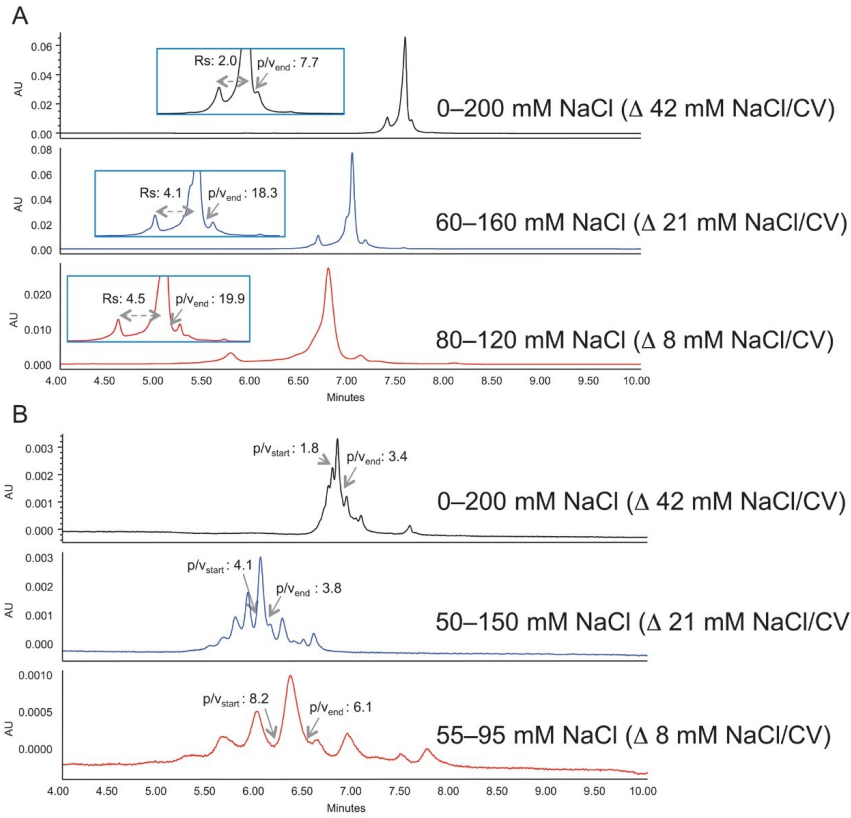 A
AU
0.06
0.04
0.02
0.00
Rs: 2.0
p/vend : 7.7
0–200 mM NaCl (Δ 42 mM NaCl/CV)
AU
0.08
0.06
0.04
0.02
0.00
Rs: 4.1
p/vend : 18.3
60–160 mM NaCl (Δ 21 mM NaCl/CV)
AU
0.020
0.010
0.000
Rs: 4.5
p/vend : 19.9
80–120 mM NaCl (Δ 8 mM NaCl/CV)
4.00 5.00 5.50 6.00 6.50 7.00 7.50 8.50 9.00 9.50 10.00
Minutes
B
AU
0.003
0.002
0.001
0.000
p/vstart : 1.8
p/vend : 3.4
0–200 mM NaCl (Δ 42 mM NaCl/CV)
AU
0.003
0.002
0.001
0.000
p/vstart : 4.1
p/vend : 3.8
50–150 mM NaCl (Δ 21 mM NaCl/CV
AU
0.0010
0.0005
0.0000
p/vstart : 8.2
p/vend : 6.1
55–95 mM NaCl (Δ 8 mM NaCl/CV)
4.00 5.00 5.50 6.00 6.50 7.00 7.50 8.50 9.00 9.50 10.00
Minutes